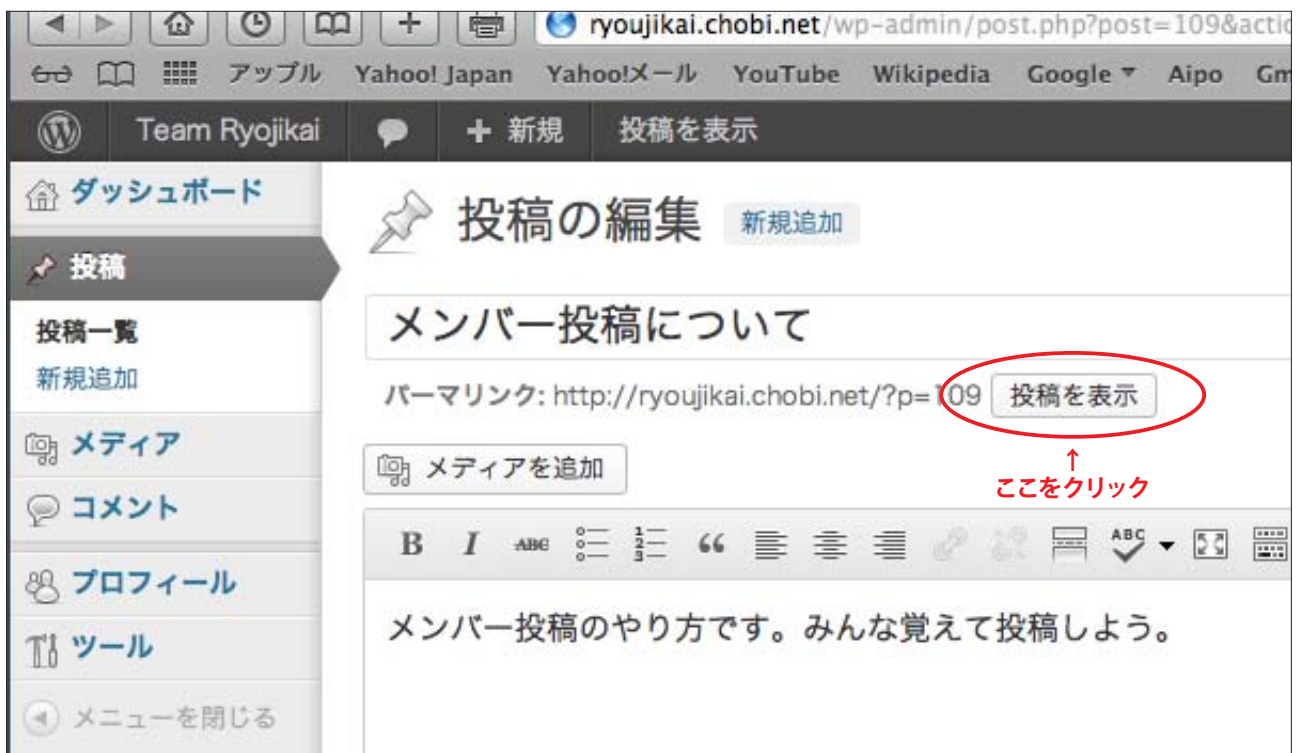 ryoujikai.chobi.net/wp-admin/post.php?post=109&actio
アップル Yahoo! Japan Yahoo!メール YouTube Wikipedia Google ▼ Aipo Gm
Team Ryojikai + 新規 投稿を表示
ダッシュボード
投稿の編集 新規追加
投稿
メンバー投稿について
投稿一覧
新規追加
パーマリンク: http://ryoujikai.chobi.net/?p=109 投稿を表示
↑
ここをクリック
メディア
メディアを追加
コメント
B I ABC “ ABC
プロフィール
メンバー投稿のやり方です。みんな覚えて投稿しよう。
ツール
メニューを閉じる